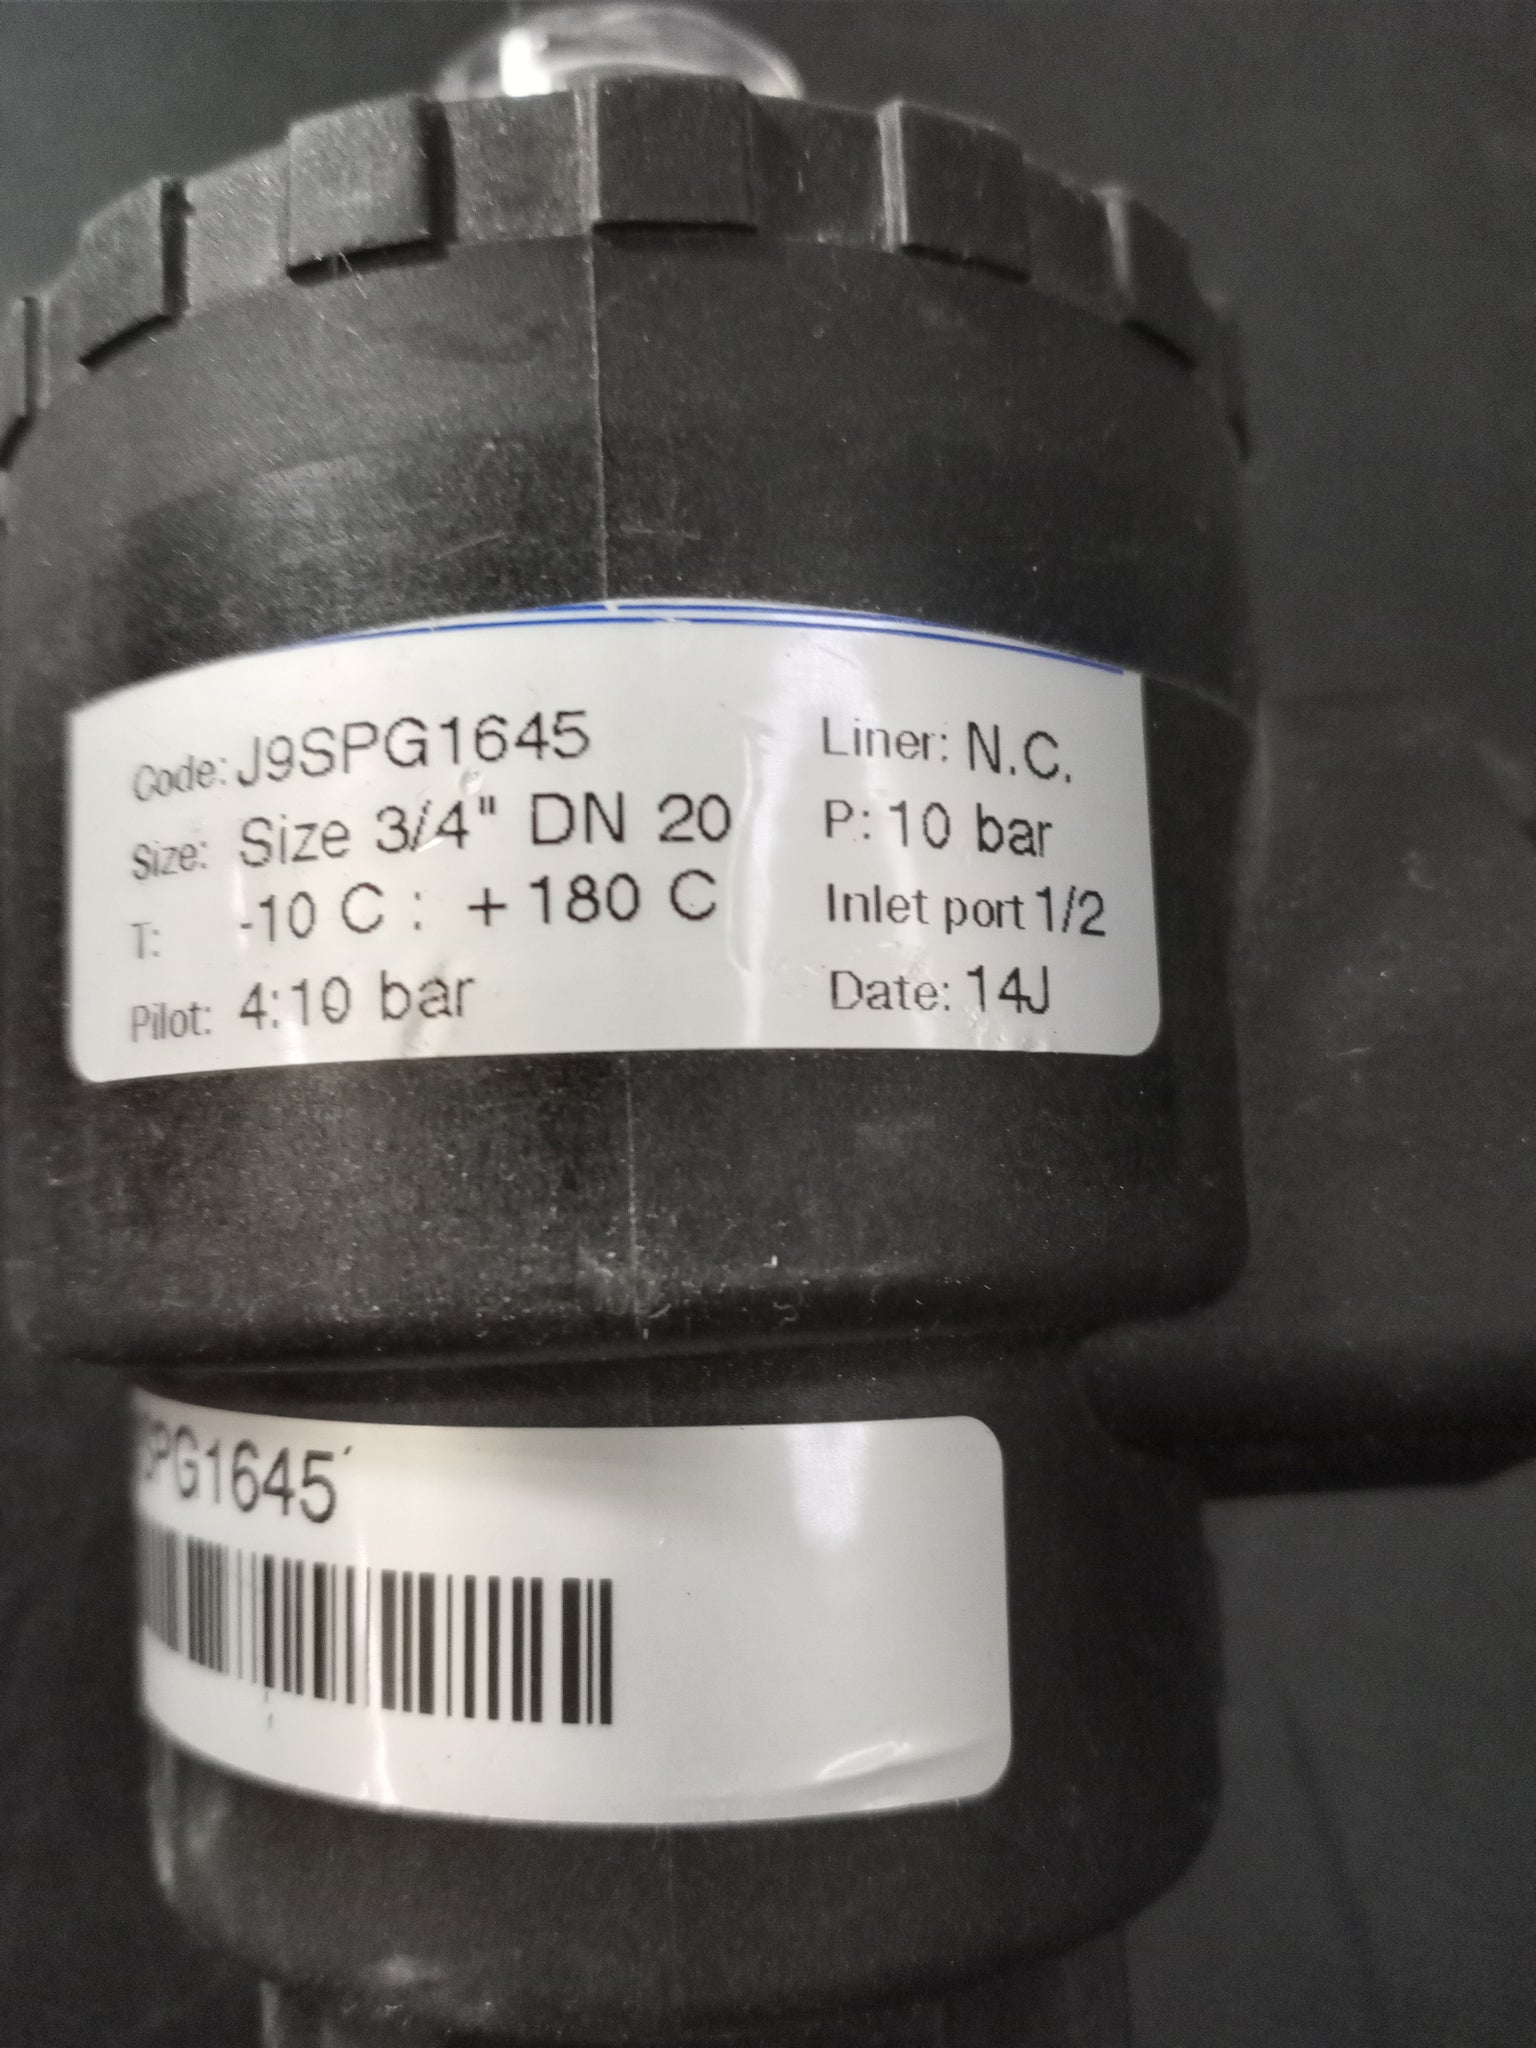 Code: J9SPG1645
Size: Size 3/4" DN 20
T: -10 C : +180 C
Pilot: 4:10 bar
Liner: N.C.
P: 10 bar
Inlet port 1/2
Date: 14J
9SPG1645